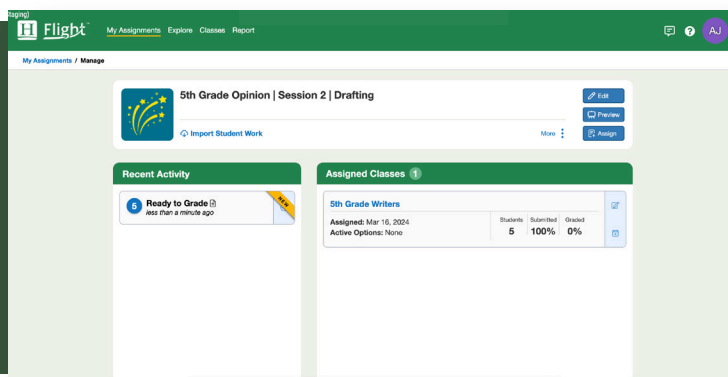 taging)
H Flight
My Assignments Explore Classes Report
AJ
My Assignments / Manage
5th Grade Opinion | Session 2 | Drafting
Edit
Preview
Import Student Work
More
Assign
Recent Activity
5 Ready to Grade
less than a minute ago
NEW
Assigned Classes 1
5th Grade Writers
Assigned: Mar 16, 2024
Active Options: None
Students Submitted Graded
5 100% 0%